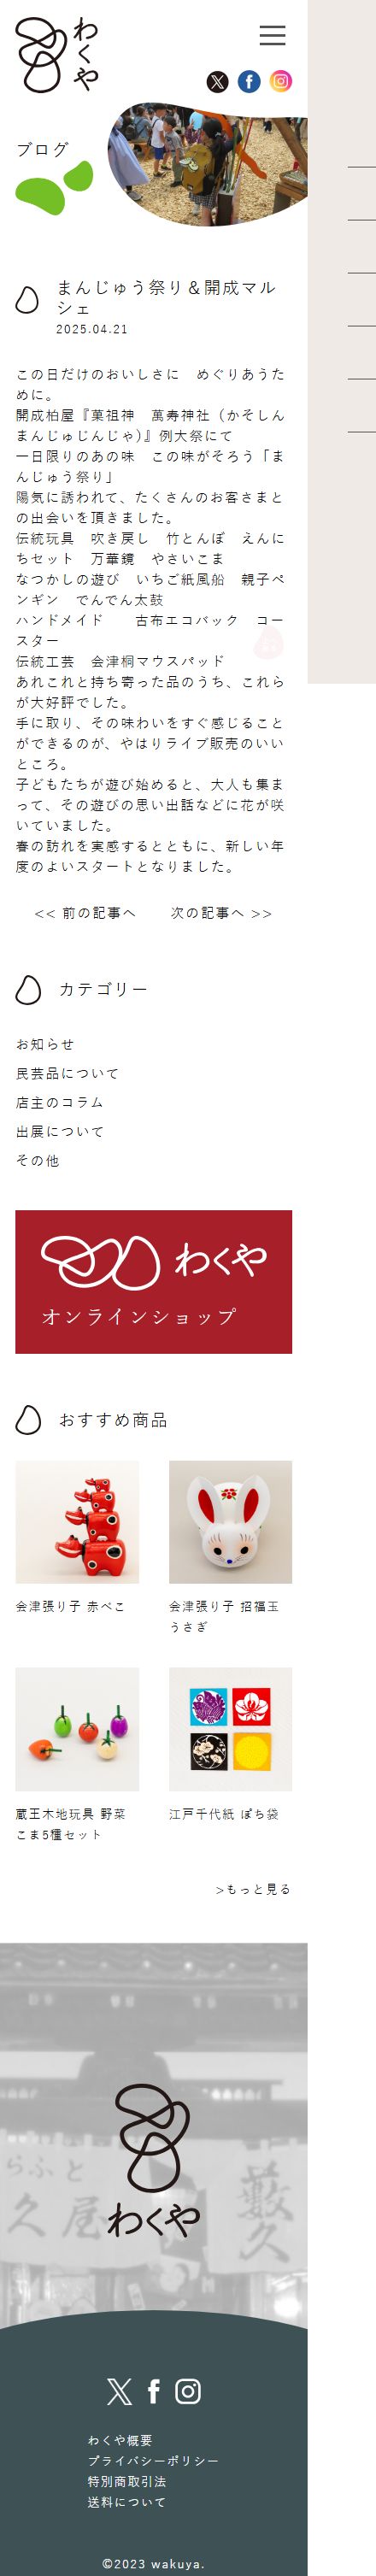 わくや
ブログ
まんじゅう祭り＆開成マル
シェ
2025.04.21
この日だけのおいしさに　めぐりあうた
めに。
開成柏屋『菓祖神　萬寿神社（かそしん
まんじゅじんじゃ）』例大祭にて
一日限りのあの味　この味がそろう「ま
んじゅう祭り」
陽気に誘われて、たくさんのお客さまと
の出会いを頂きました。
伝統玩具　吹き戻し　竹とんぼ　えんに
ちセット　万華鏡　やさいこま
なつかしの遊び　いちご紙風船　親子ペ
ンギン　でんでん太鼓
ハンドメイド　　古布エコバック　コー
スター
伝統工芸　会津桐マウスパッド
あれこれと持ち寄った品のうち、これら
が大好評でした。
手に取り、その味わいをすぐ感じること
ができるのが、やはりライブ販売のいい
ところ。
子どもたちが遊び始めると、大人も集ま
って、その遊びの思い出話などに花が咲
いていました。
春の訪れを実感するとともに、新しい年
度のよいスタートとなりました。
<< 前の記事へ　　次の記事へ >>
カテゴリー
お知らせ
民芸品について
店主のコラム
出展について
その他
わくや
オンラインショップ
おすすめ商品
会津張り子 赤べこ
会津張り子 招福玉
うさぎ
蔵王木地玩具 野菜
こま5種セット
江戸千代紙 ぽち袋
>もっと見る
わくや
わくや概要
プライバシーポリシー
特別商取引法
送料について
©2023 wakuya.